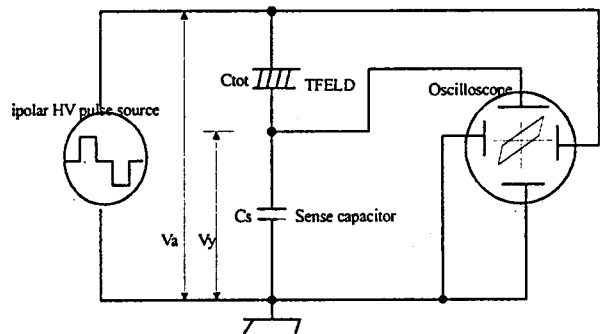 Ctot
TFELD
Oscilloscope
ipolar HV pulse source
Cs
Sense capacitor
Va
Vy